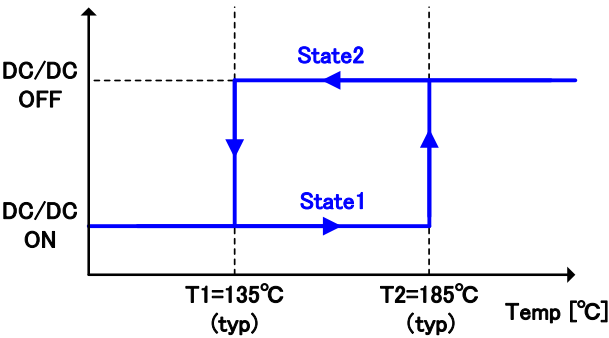 State2
DC/DC
OFF
State1
DC/DC
ON
T1=135℃
(typ)
T2=185℃
(typ)
Temp [℃]